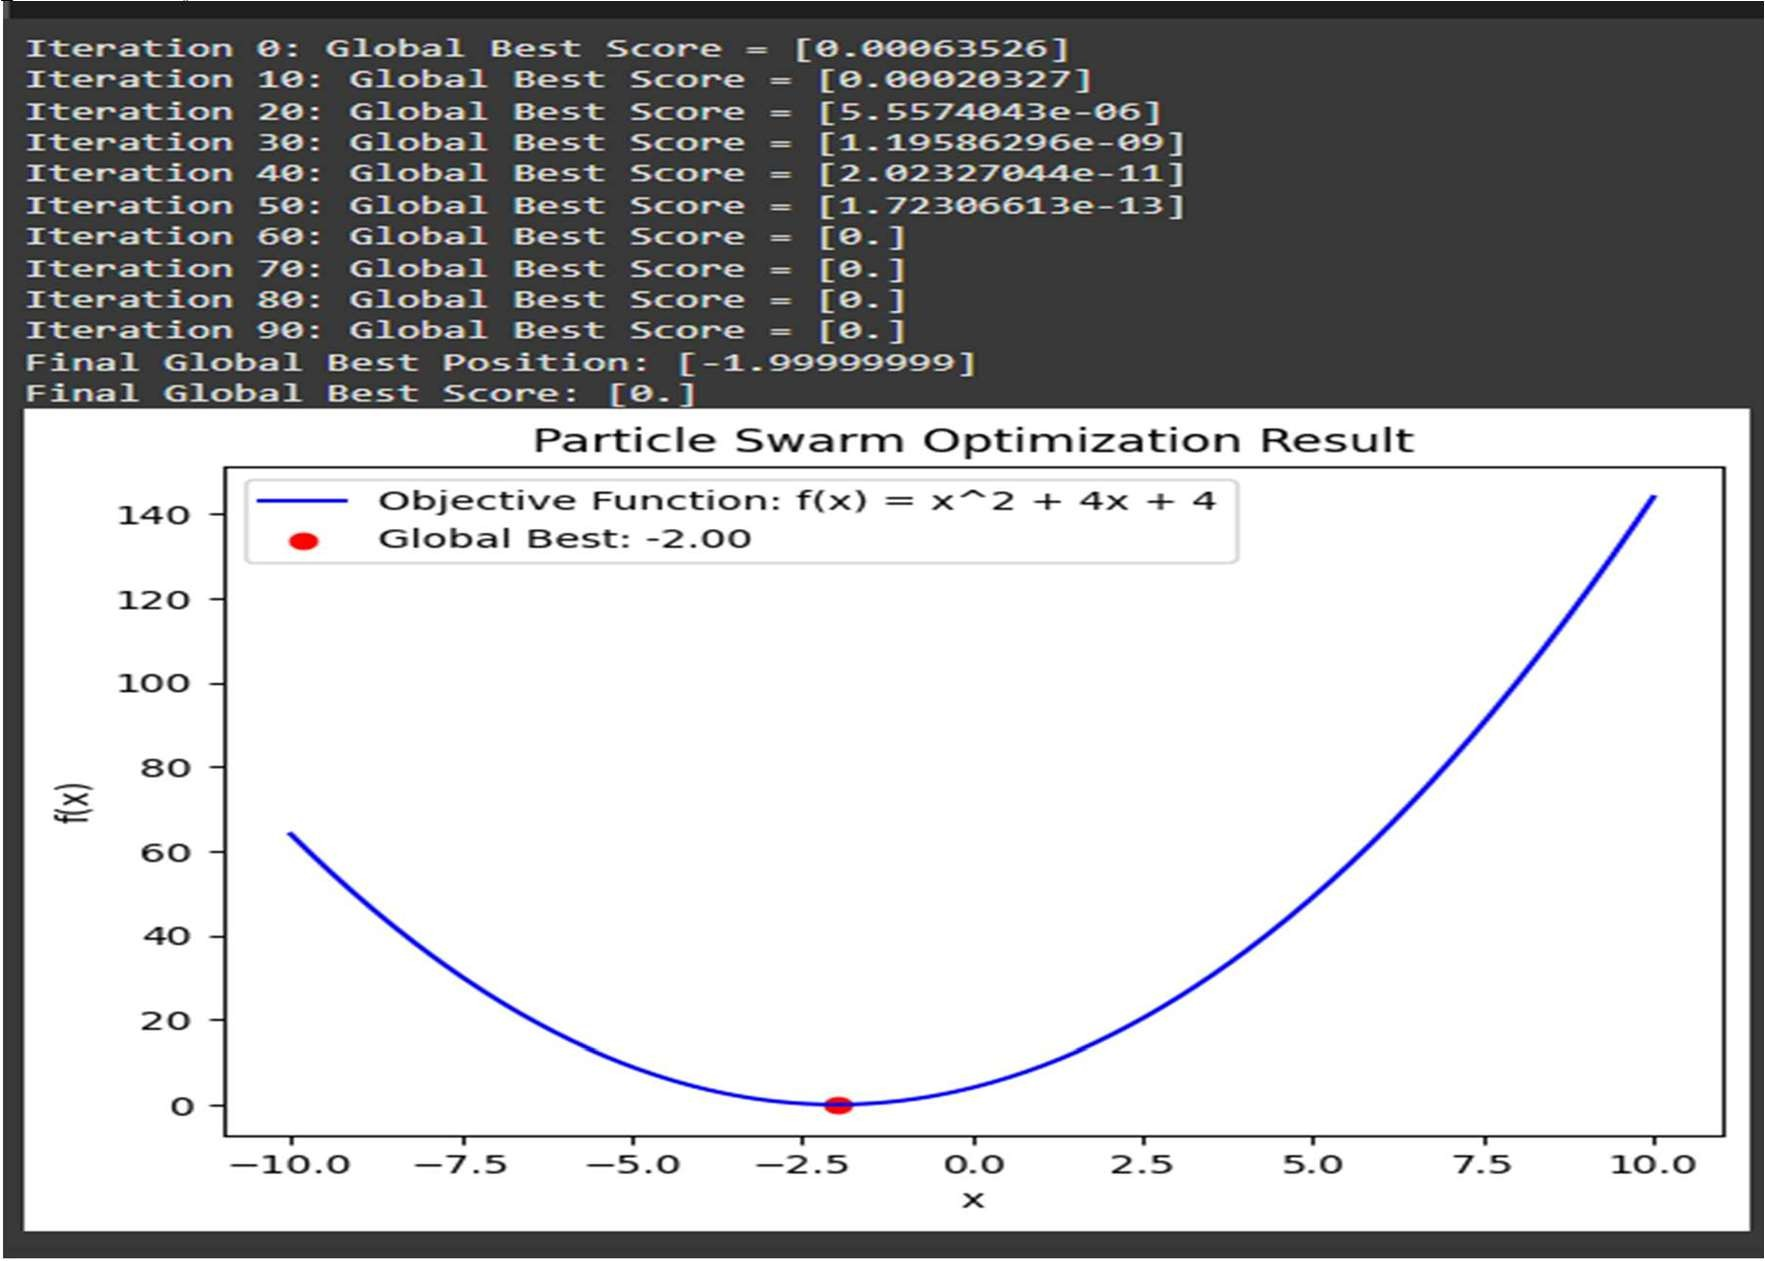 Iteration 0: Global Best Score = [0.00063526]
Iteration 10: Global Best Score = [0.00020327]
Iteration 20: Global Best Score = [5.5574043e-06]
Iteration 30: Global Best Score = [1.19586296e-09]
Iteration 40: Global Best Score = [2.02327044e-11]
Iteration 50: Global Best Score = [1.72306613e-13]
Iteration 60: Global Best Score = [0.]
Iteration 70: Global Best Score = [0.]
Iteration 80: Global Best Score = [0.]
Iteration 90: Global Best Score = [0.]
Final Global Best Position: [-1.99999999]
Final Global Best Score: [0.]
Particle Swarm Optimization Result
Objective Function: f(x) = x^2 + 4x + 4
Global Best: -2.00
140
120
100
80
60
40
20
0
f(x)
−10.0 −7.5 −5.0 −2.5 0.0 2.5 5.0 7.5 10.0
x